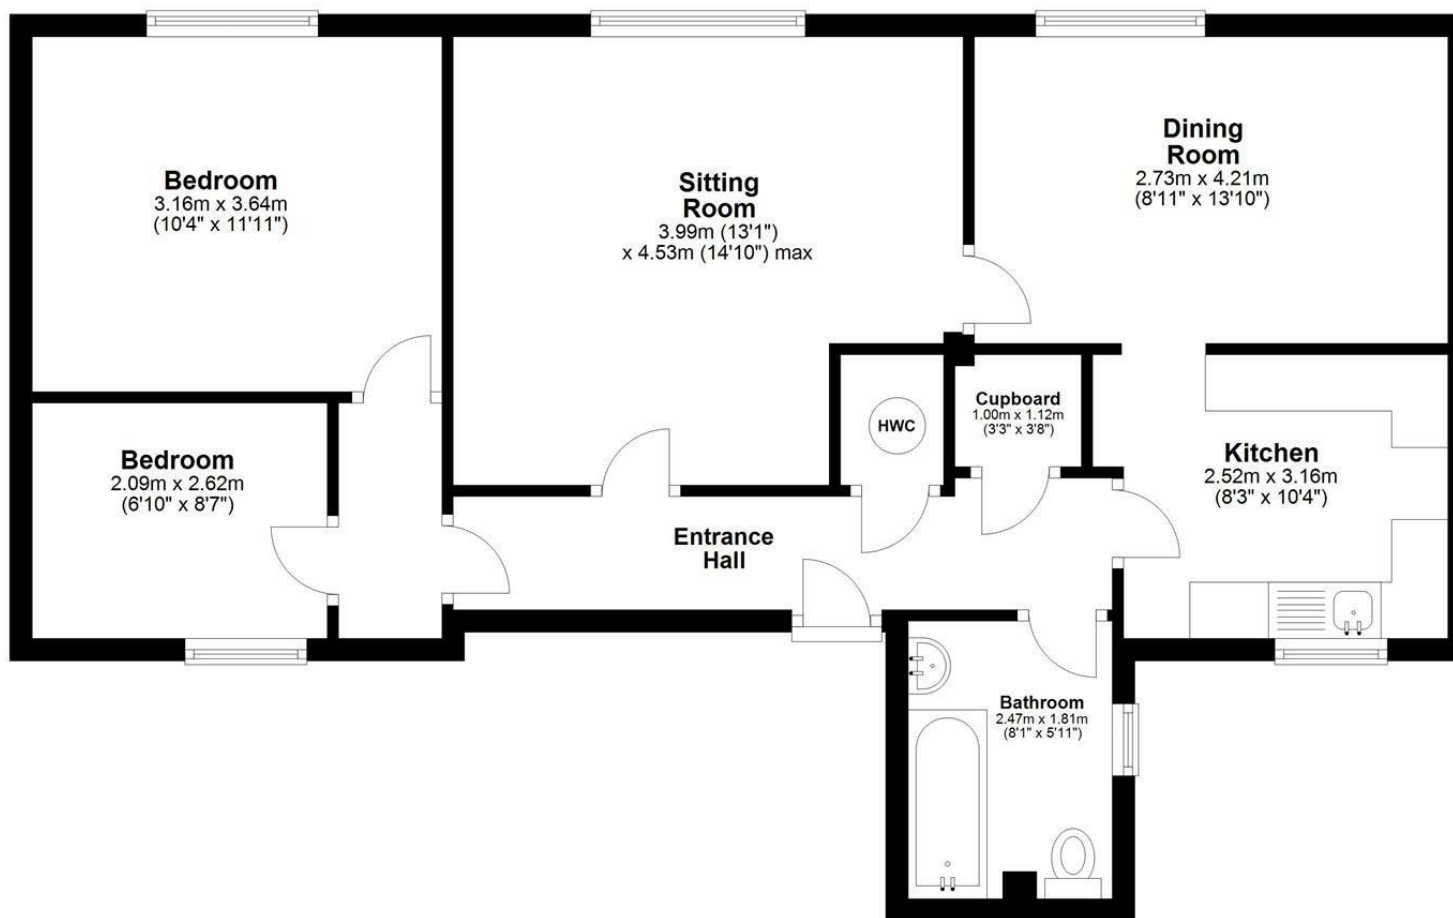 Bedroom
3.16m x 3.64m
(10'4" x 11'11")
Sitting
Room
3.99m (13'1")
x 4.53m (14'10") max
Dining
Room
2.73m x 4.21m
(8'11" x 13'10")
Bedroom
2.09m x 2.62m
(6'10" x 8'7")
HWC
Cupboard
1.00m x 1.12m
(3'3" x 3'8")
Kitchen
2.52m x 3.16m
(8'3" x 10'4")
Entrance
Hall
Bathroom
2.47m x 1.81m
(8'1" x 5'11")